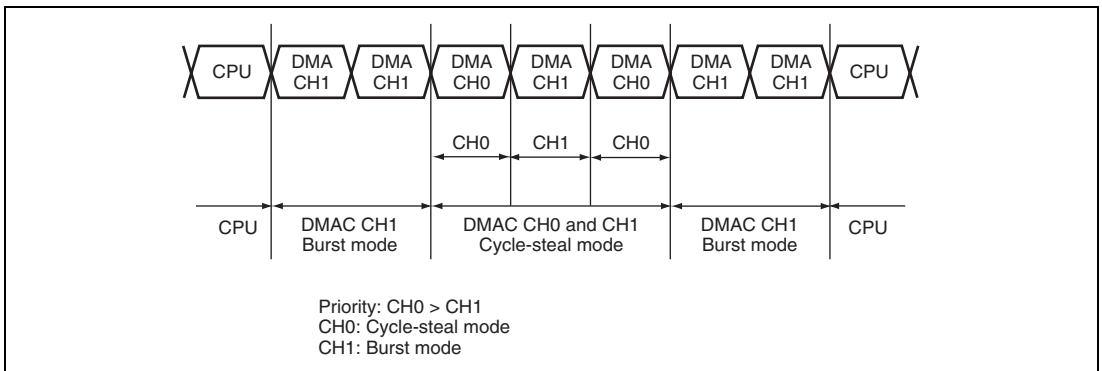 CPU DMA CH1 DMA CH1 DMA CH0 DMA CH1 DMA CH0 DMA CH1 DMA CH1 CPU
CH0 CH1 CH0
CPU DMAC CH1 DMAC CH0 and CH1 DMAC CH1 CPU
Burst mode Cycle-steal mode Burst mode
Priority: CH0 > CH1
CH0: Cycle-steal mode
CH1: Burst mode